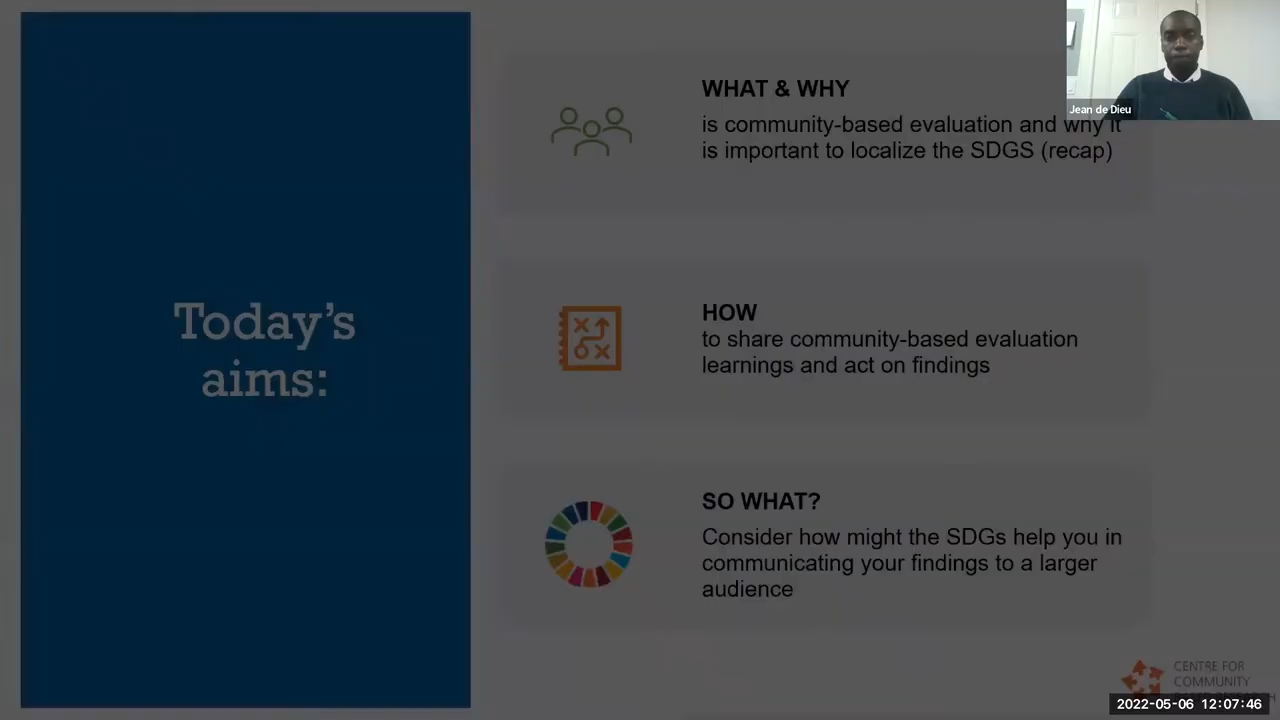 Today's
aims:
WHAT & WHY
is community-based evaluation and why it
is important to localize the SDGS (recap)
HOW
to share community-based evaluation
learnings and act on findings
SO WHAT?
Consider how might the SDGs help you in
communicating your findings to a larger
audience
Jean de Dieu
CENTRE FOR
COMMUNITY
2022-05-06 12:07:46